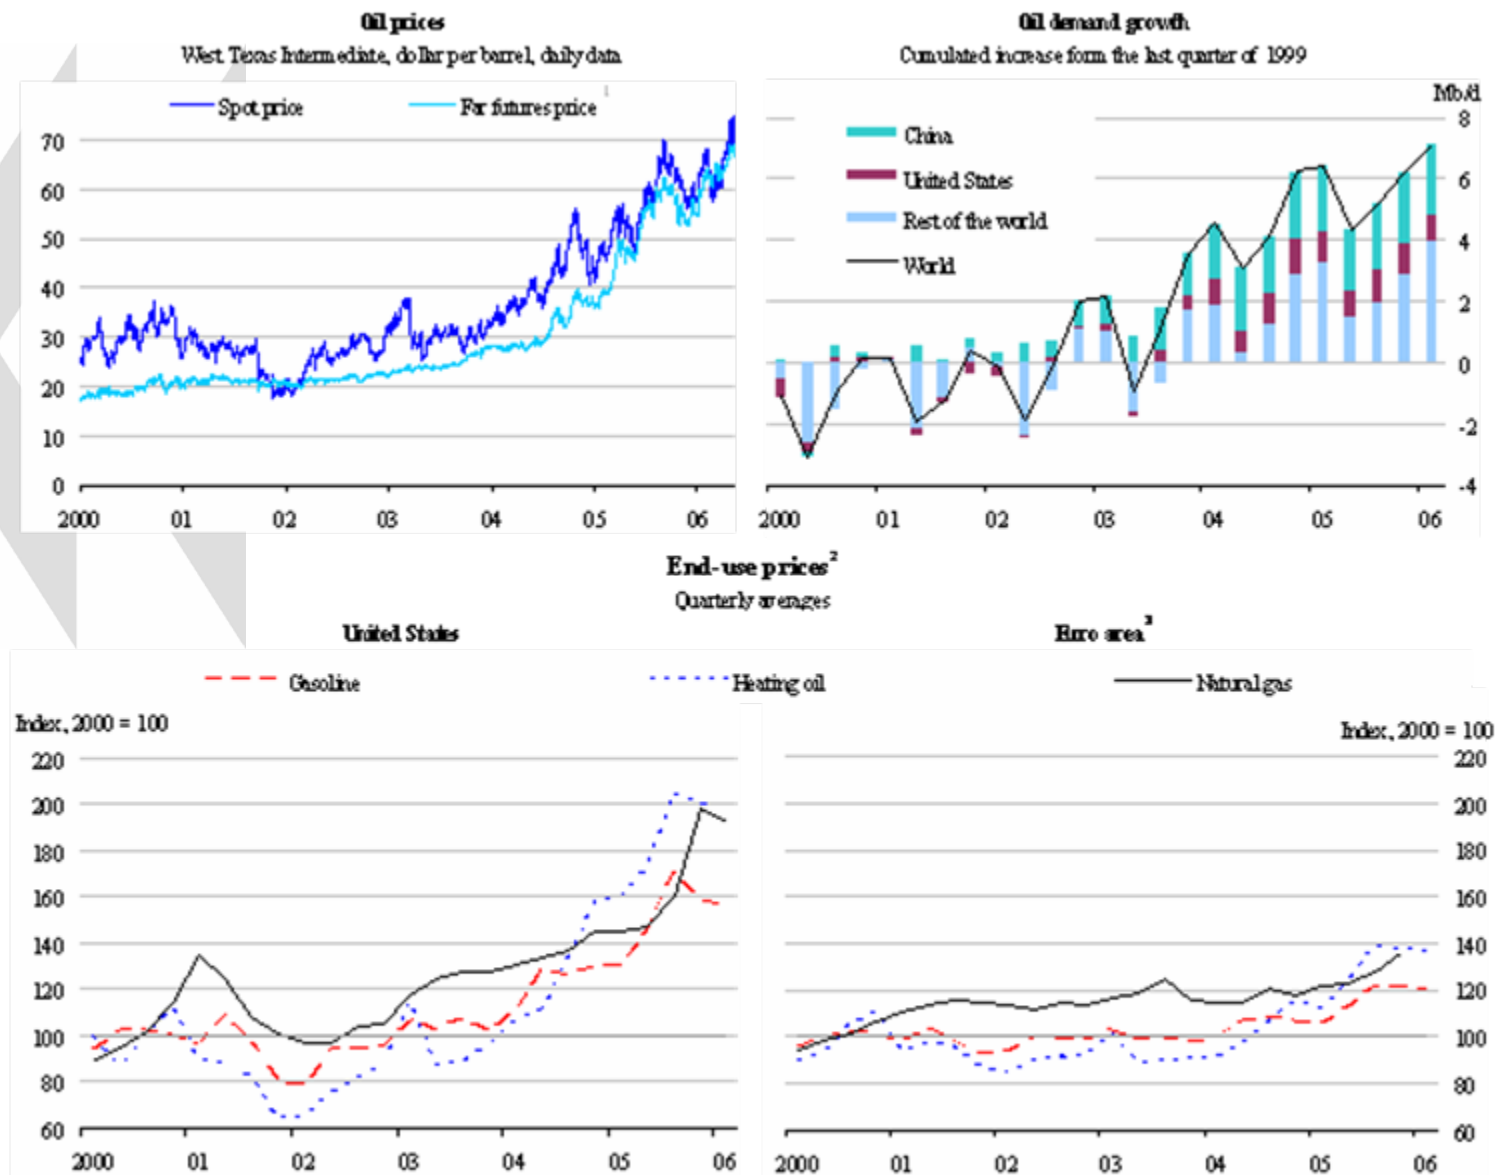 Oil prices
West Texas Intermediate, dollar per barrel, daily data
Spot price
Far futures price 1
70
60
50
40
30
20
10
0
2000 01 02 03 04 05 06
Oil demand growth
Cumulated increase form the last quarter of 1999
Mb/d
China
United States
Rest of the world
World
8
6
4
2
0
-2
-4
2000 01 02 03 04 05 06
End-use prices 2
Quarterly averages
United States
Euro area 3
Gasoline
Heating oil
Natural gas
Index, 2000 = 100
220
200
180
160
140
120
100
80
60
2000 01 02 03 04 05 06
Index, 2000 = 100
220
200
180
160
140
120
100
80
60
2000 01 02 03 04 05 06